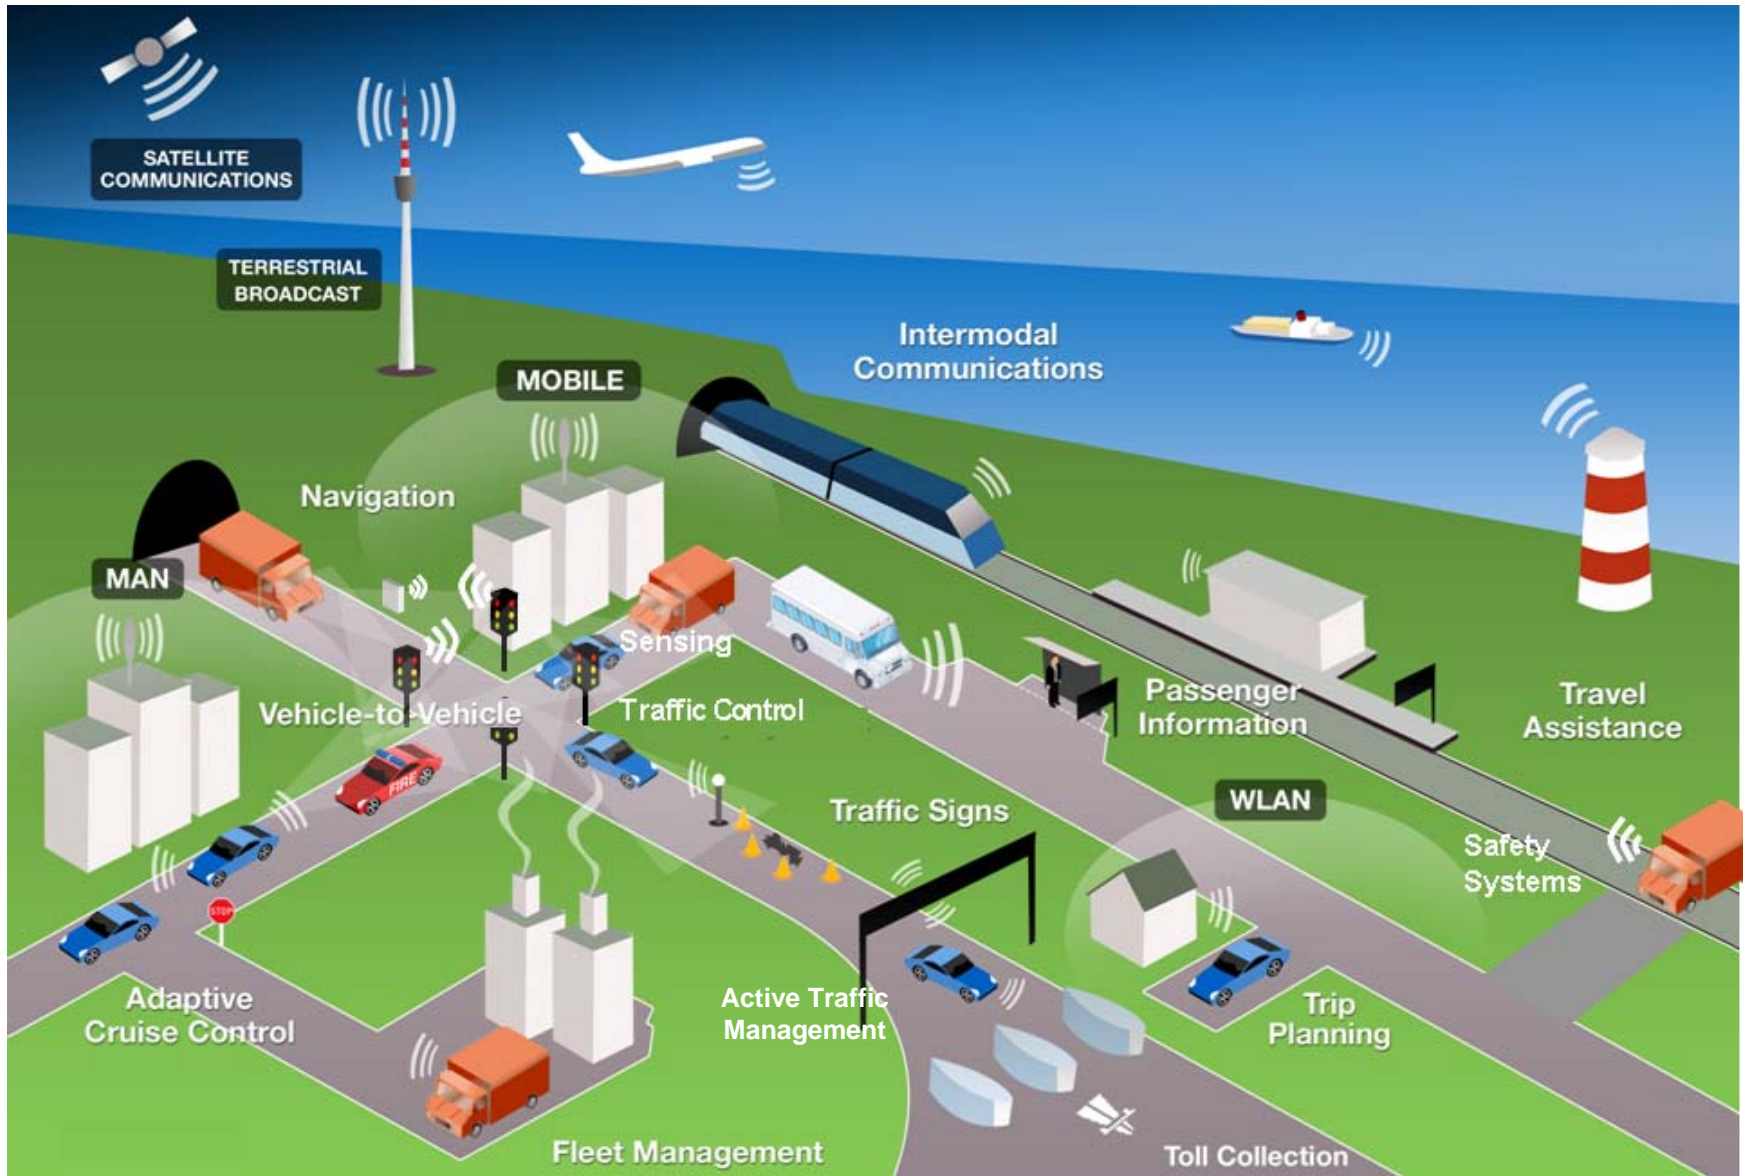 SATELLITE
COMMUNICATIONS
TERRESTRIAL
BROADCAST
Intermodal
Communications
MOBILE
Navigation
MAN
Sensing
Vehicle-to-Vehicle
Traffic Control
Passenger
Information
Travel
Assistance
FIRE
Traffic Signs
WLAN
Safety
Systems
STOP
Adaptive
Cruise Control
Active Traffic
Management
Trip
Planning
Fleet Management
Toll Collection